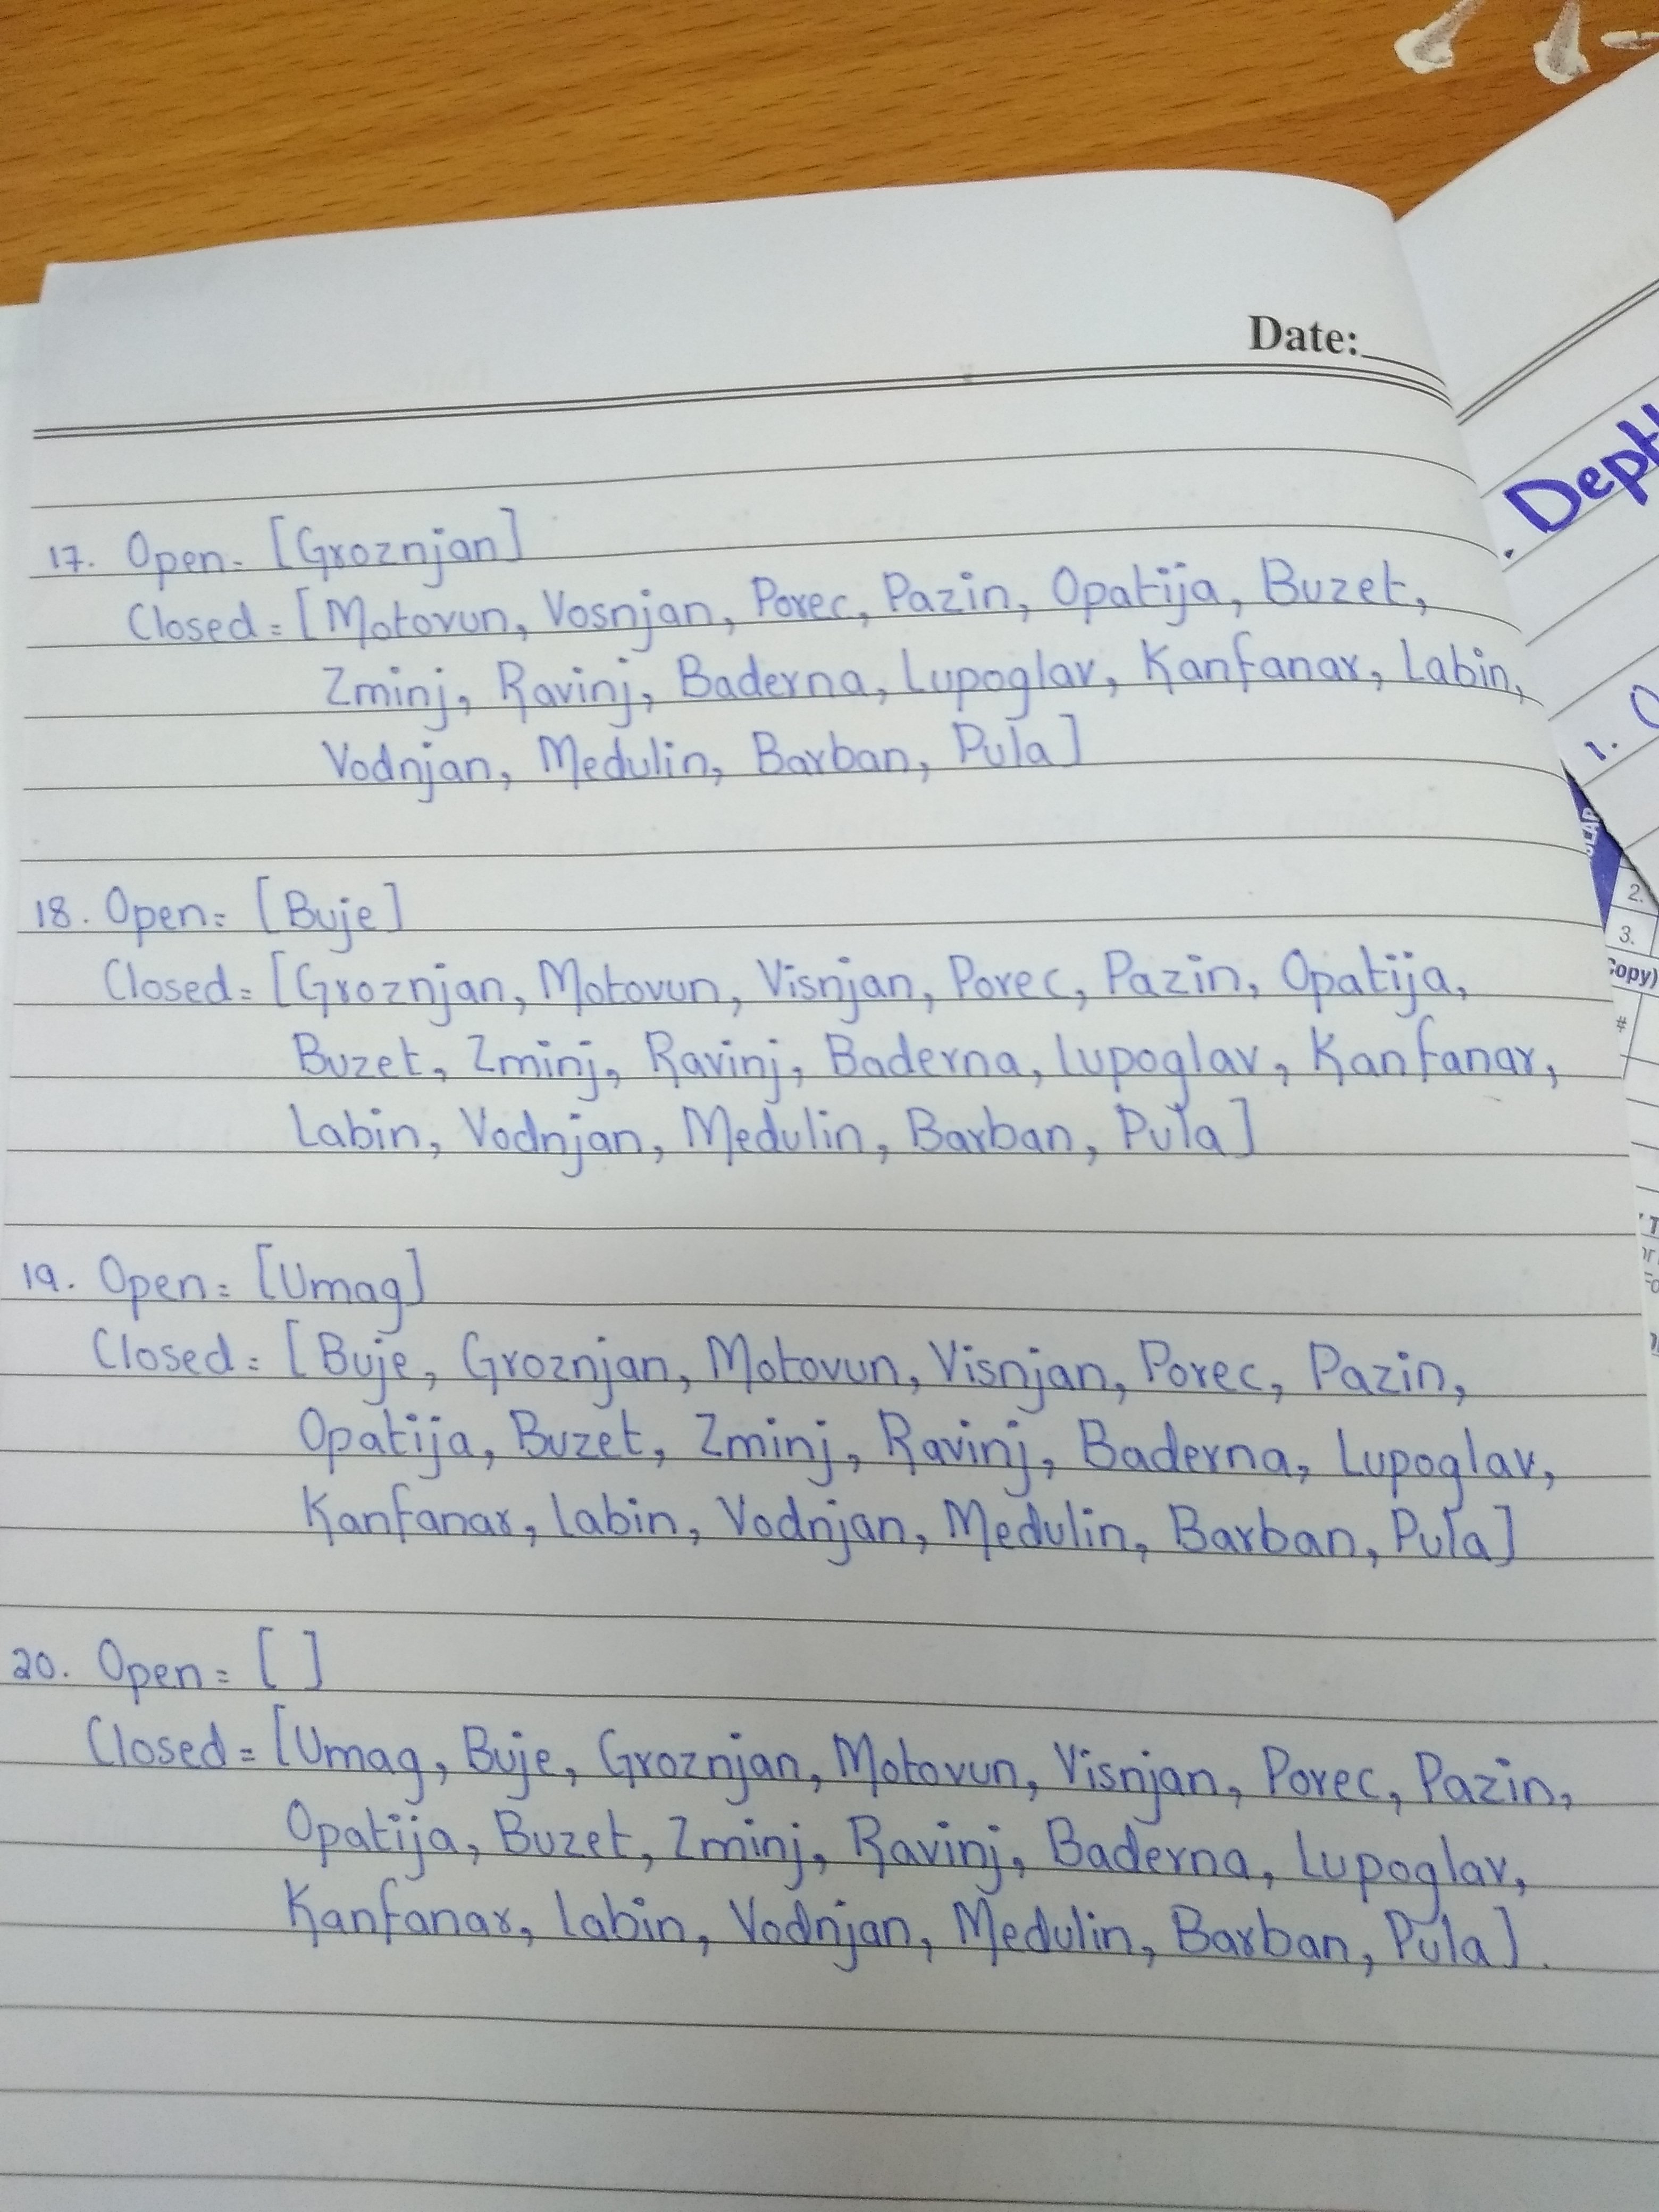 Date:
17. Open = [Groznjan]
Closed = [Motovun, Vosnjan, Porec, Pazin, Opatija, Buzet,
Zminj, Ravinj, Baderna, Lupoglav, Kanfanar, Labin,
Vodnjan, Medulin, Barban, Pula]
18. Open = [Buje]
Closed = [Groznjan, Motovun, Visnjan, Porec, Pazin, Opatija,
Buzet, Zminj, Ravinj, Baderna, Lupoglav, Kanfanar,
Labin, Vodnjan, Medulin, Barban, Pula]
19. Open = [Umag]
Closed = [Buje, Groznjan, Motovun, Visnjan, Porec, Pazin,
Opatija, Buzet, Zminj, Ravinj, Baderna, Lupoglav,
Kanfanar, Labin, Vodnjan, Medulin, Barban, Pula]
20. Open = [ ]
Closed = [Umag, Buje, Groznjan, Motovun, Visnjan, Porec, Pazin,
Opatija, Buzet, Zminj, Ravinj, Baderna, Lupoglav,
Kanfanar, Labin, Vodnjan, Medulin, Barban, Pula].
. Dept
1.
2.
3.
Copy)
#